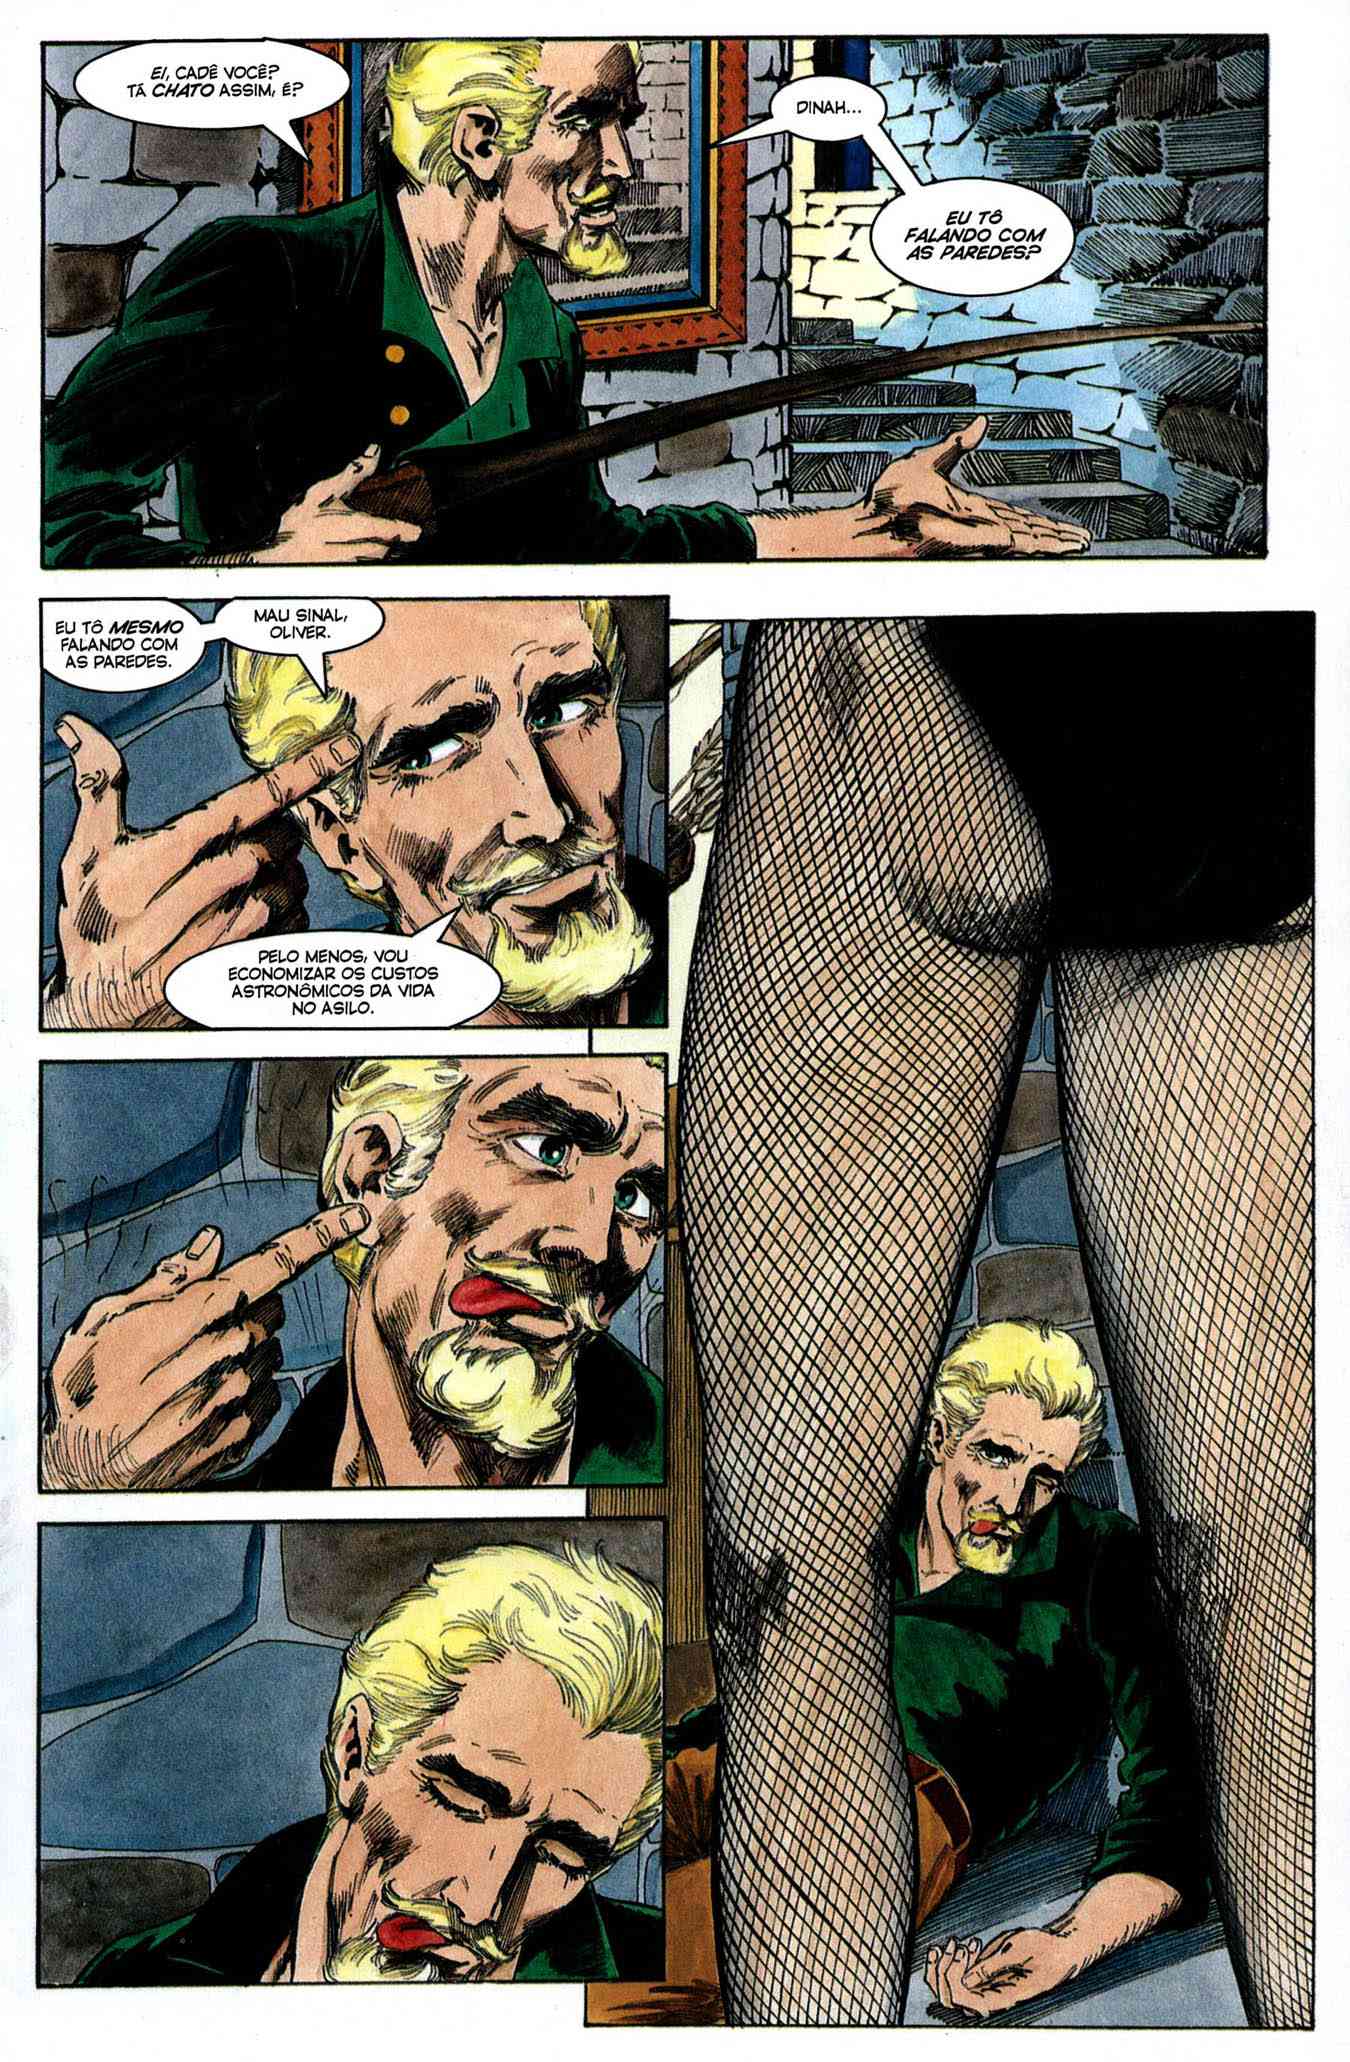 EI, CADÊ VOCÊ?
TÁ CHATO ASSIM, É?
DINAH...
EU TÔ
FALANDO COM
AS PAREDES?
EU TÔ MESMO
FALANDO COM
AS PAREDES.
MAU SINAL,
OLIVER.
PELO MENOS, VOU
ECONOMIZAR OS CUSTOS
ASTRONÔMICOS DA VIDA
NO ASILO.